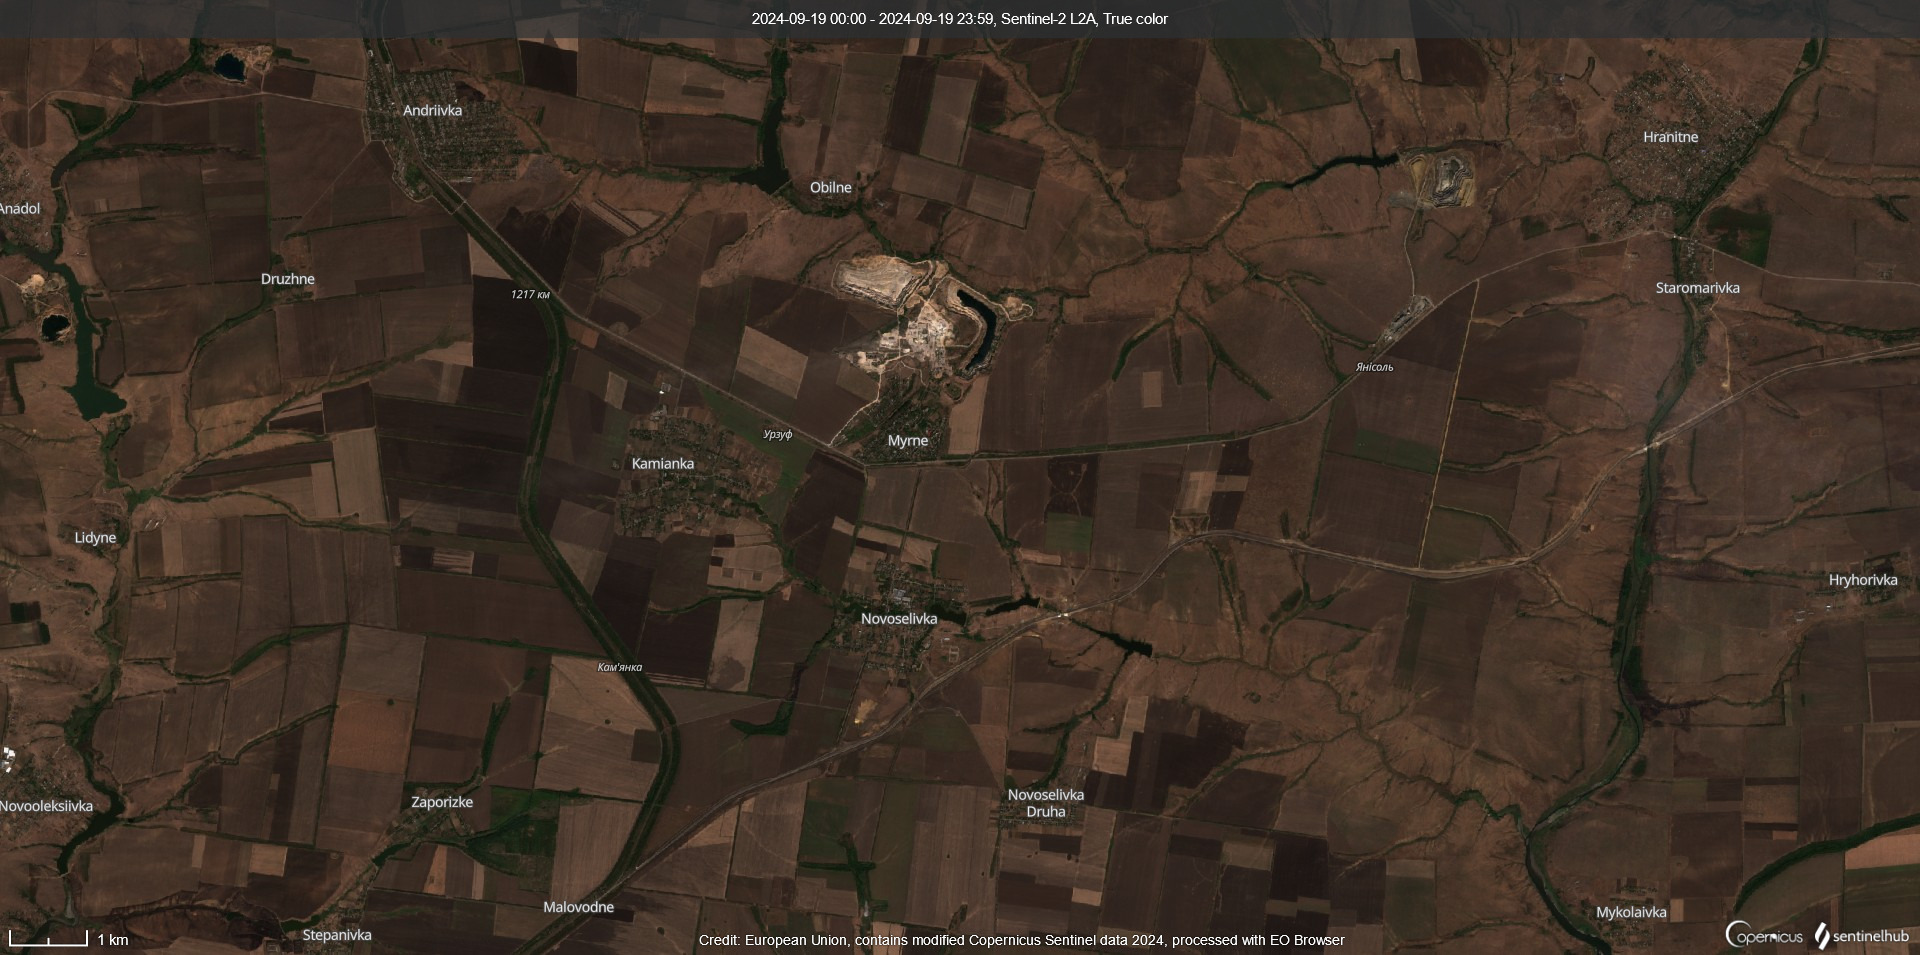 2024-09-19 00:00 - 2024-09-19 23:59, Sentinel-2 L2A, True color
Andriivka
Hranitne
Obilne
Anadol
Druzhne
1217 км
Staromarivka
Янісоль
Урзуф
Myrne
Kamianka
Lidyne
Hryhorivka
Novoselivka
Кам'янка
Novooleksiivka
Zaporizke
Novoselivka
Druha
Malovodne
Mykolaivka
Stepanivka
1 km
Credit: European Union, contains modified Copernicus Sentinel data 2024, processed with EO Browser
Copernicus
sentinelhub